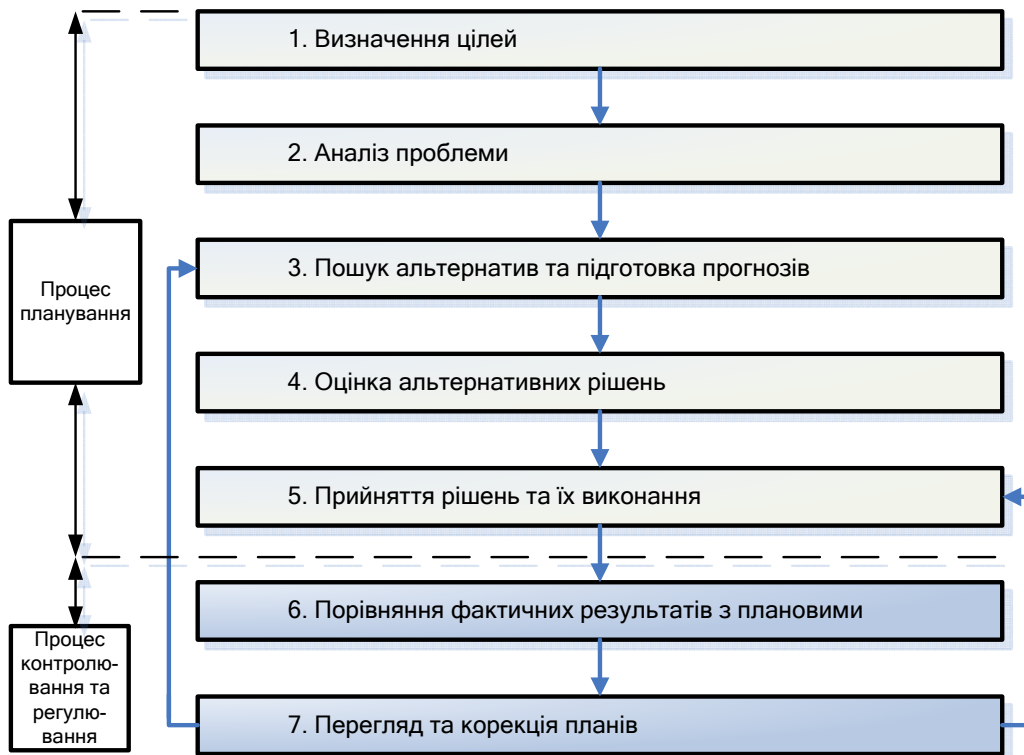 1. Визначення цілей
2. Аналіз проблеми
3. Пошук альтернатив та підготовка прогнозів
Процес
планування
4. Оцінка альтернативних рішень
5. Прийняття рішень та їх виконання
6. Порівняння фактичних результатів з плановими
Процес
контролю-
вання та
регулю-
вання
7. Перегляд та корекція планів